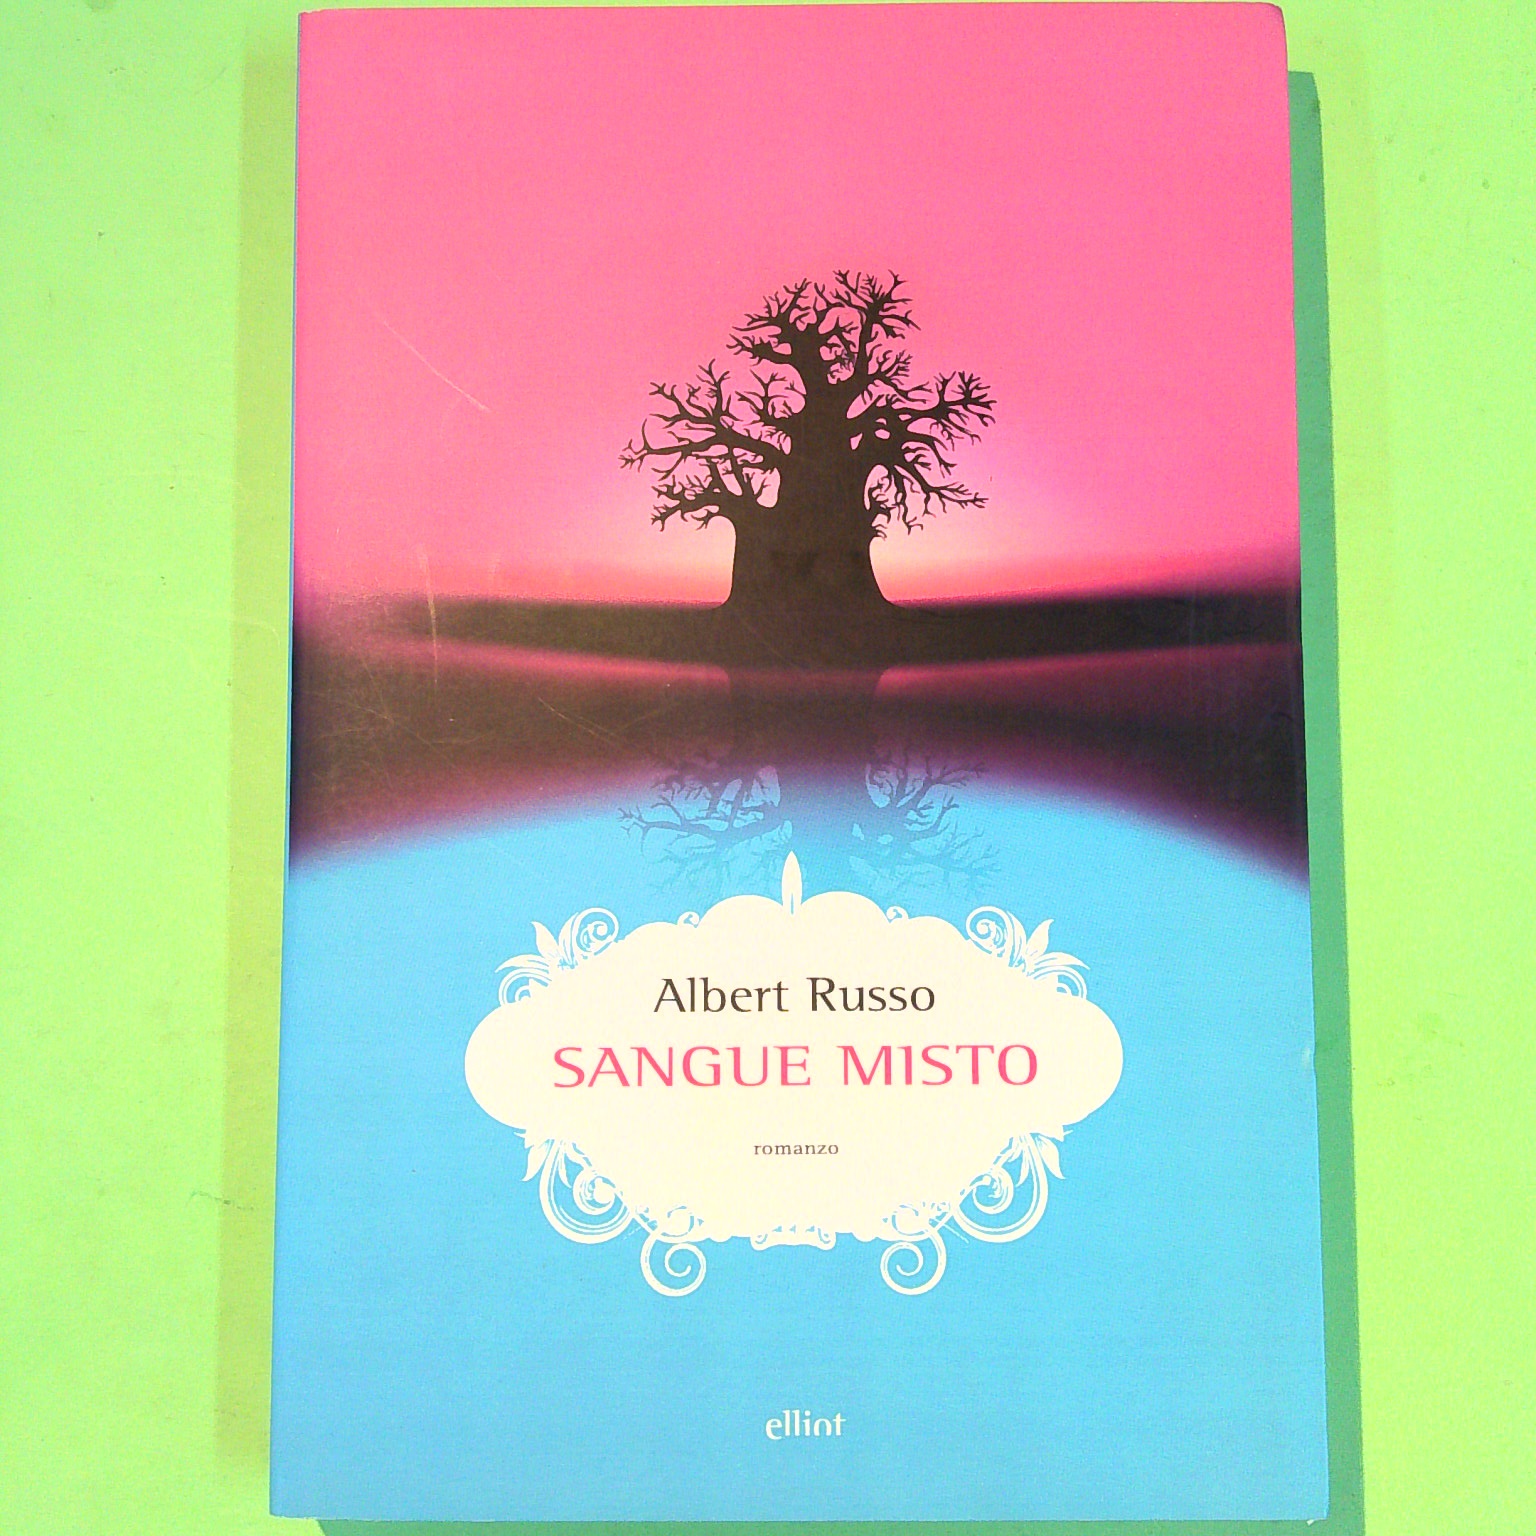 Albert Russo
SANGUE MISTO
romanzo
elliot